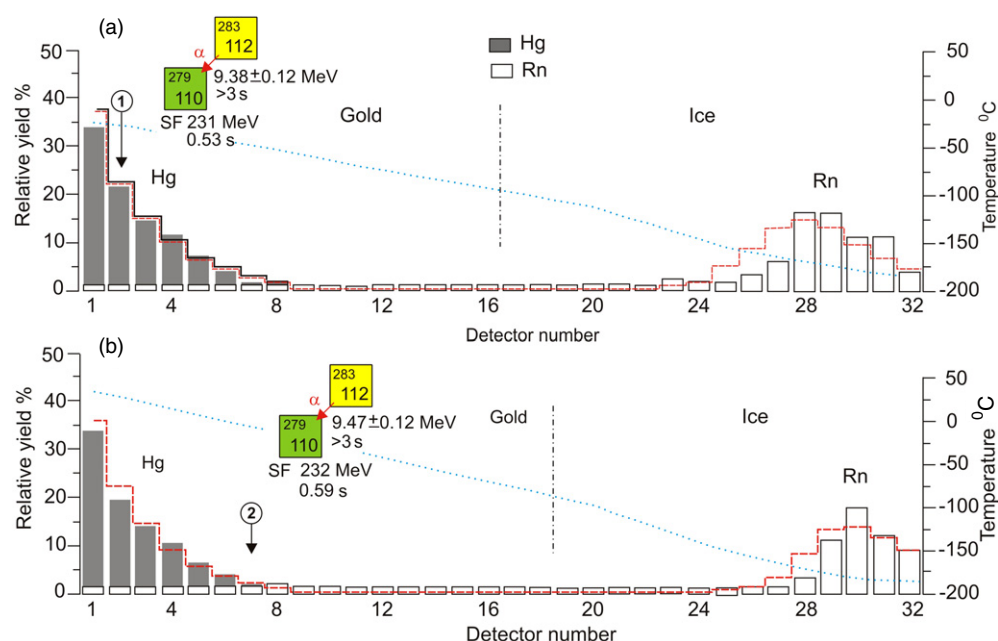 (a)
283
112
α
279
110
9.38±0.12 MeV
>3 s
SF 231 MeV
0.53 s
Hg
Rn
Gold
Ice
1
Hg
Rn
Relative yield %
50
40
30
20
10
0
Temperature ⁰C
50
0
-50
-100
-150
-200
1 4 8 12 16 20 24 28 32
Detector number
(b)
283
112
α
279
110
9.47±0.12 MeV
>3 s
SF 232 MeV
0.59 s
Gold
Ice
Hg
2
Rn
Relative yield %
50
40
30
20
10
0
Temperature ⁰C
50
0
-50
-100
-150
-200
1 4 8 12 16 20 24 28 32
Detector number